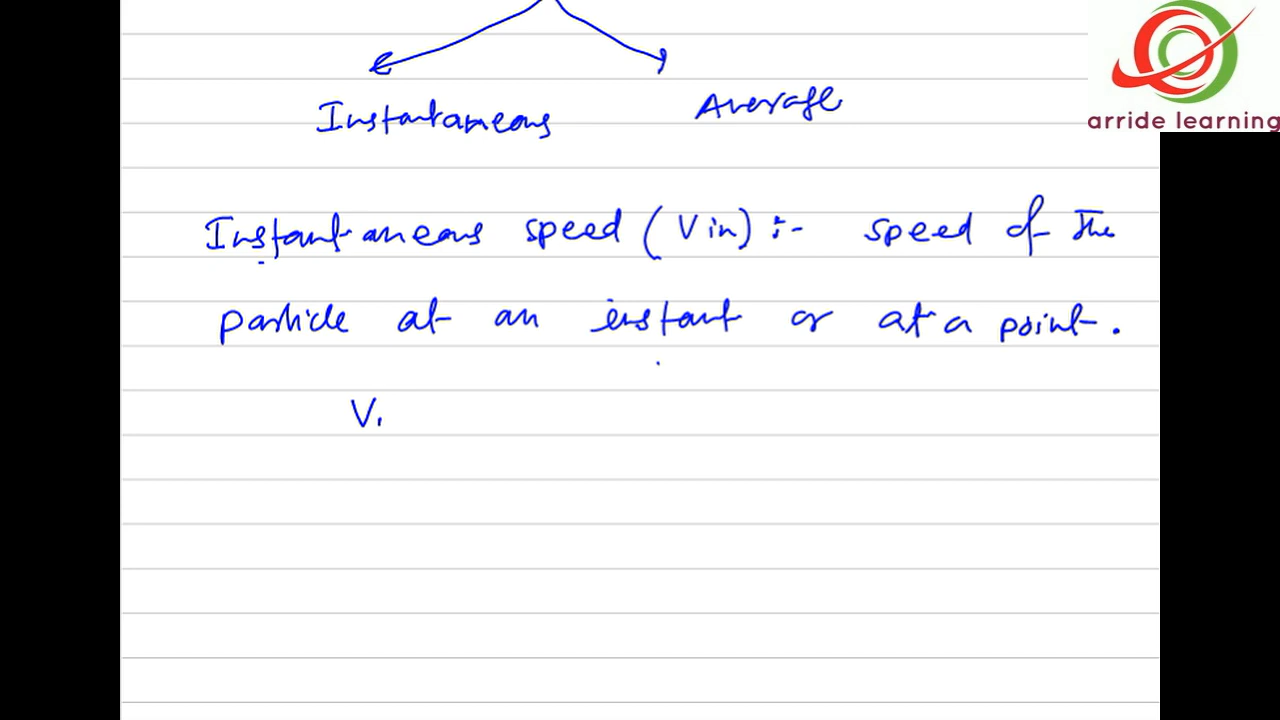 arride learning
Instantaneous Average
Instantaneous speed (Vin) :- speed of the
particle at an instant or at a point.
V